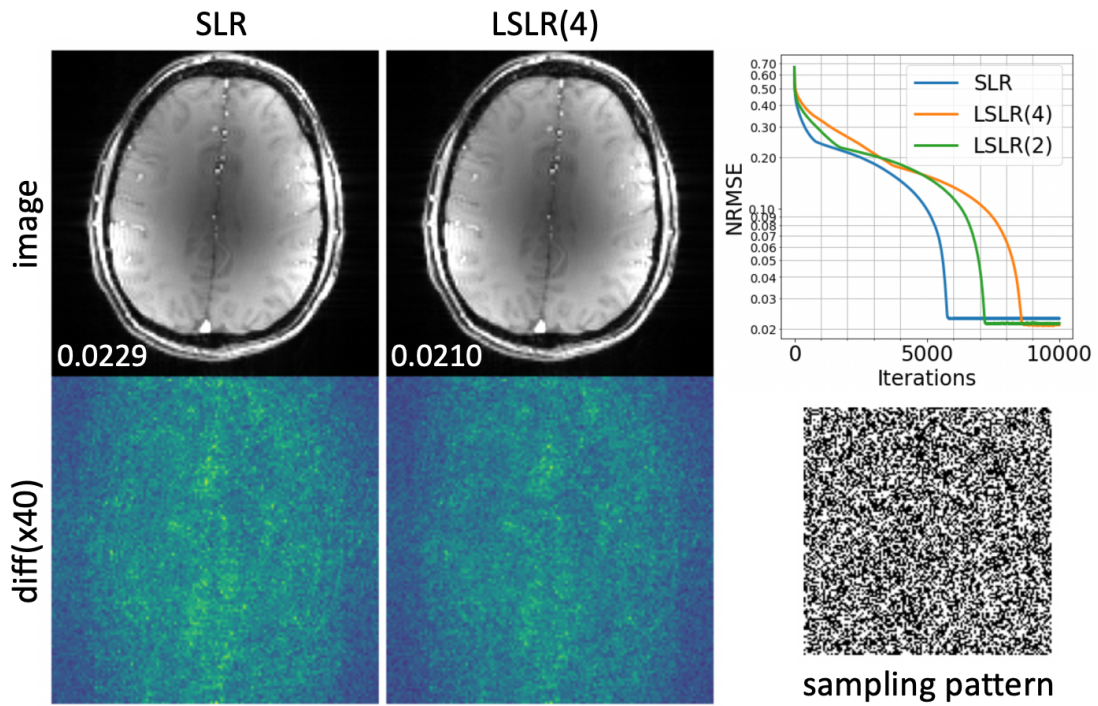 SLR
LSLR(4)
image
0.0229
0.0210
diff(x40)
NRMSE
0.70
0.60
0.50
0.40
0.30
0.20
0.10
0.09
0.08
0.07
0.06
0.05
0.04
0.03
0.02
SLR
LSLR(4)
LSLR(2)
0
5000
10000
Iterations
sampling pattern